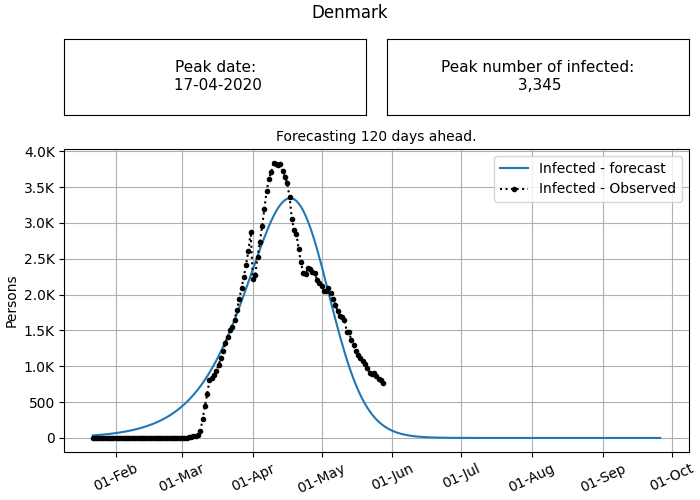 Denmark
Peak date:
17-04-2020
Peak number of infected:
3,345
Forecasting 120 days ahead.
4.0K
3.5K
3.0K
2.5K
2.0K
1.5K
1.0K
500
0
Persons
Infected - forecast
Infected - Observed
01-Feb
01-Mar
01-Apr
01-May
01-Jun
01-Jul
01-Aug
01-Sep
01-Oct